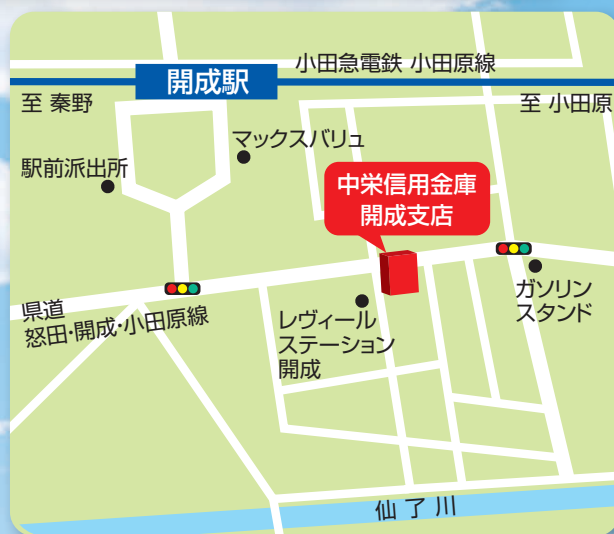 小田急電鉄 小田原線
開成駅
至 秦野
至 小田原
マックスバリュ
駅前派出所
中栄信用金庫
開成支店
ガソリン
スタンド
県道
怒田・開成・小田原線
レヴィール
ステーション
開成
仙了川